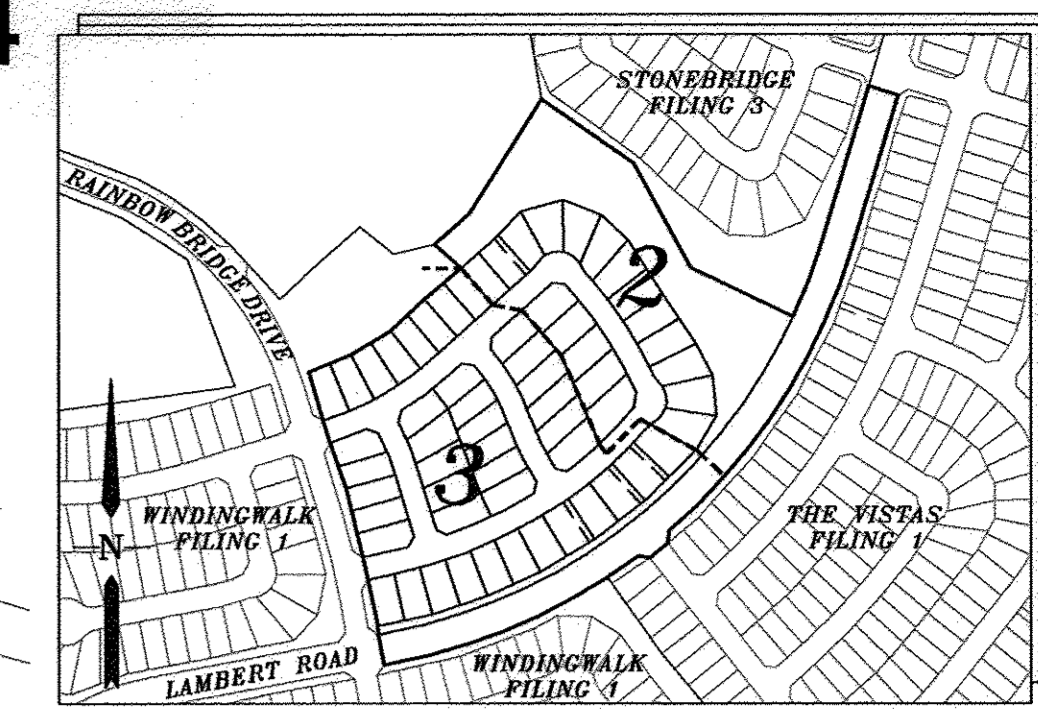 4
STONEBRIDGE
FILING 3
RAINBOW BRIDGE DRIVE
2
3
WINDINGWALK
FILING 1
N
THE VISTAS
FILING 1
LAMBERT ROAD
WINDINGWALK
FILING 1